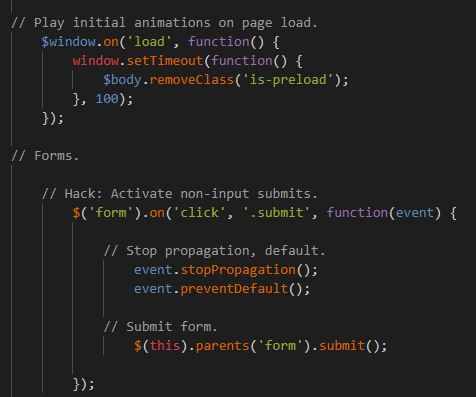 // Play initial animations on page load.
$window.on('load', function() {
window.setTimeout(function() {
$body.removeClass('is-preload');
}, 100);
});
// Forms.
// Hack: Activate non-input submits.
$('form').on('click', '.submit', function(event) {
// Stop propagation, default.
event.stopPropagation();
event.preventDefault();
// Submit form.
$(this).parents('form').submit();
});